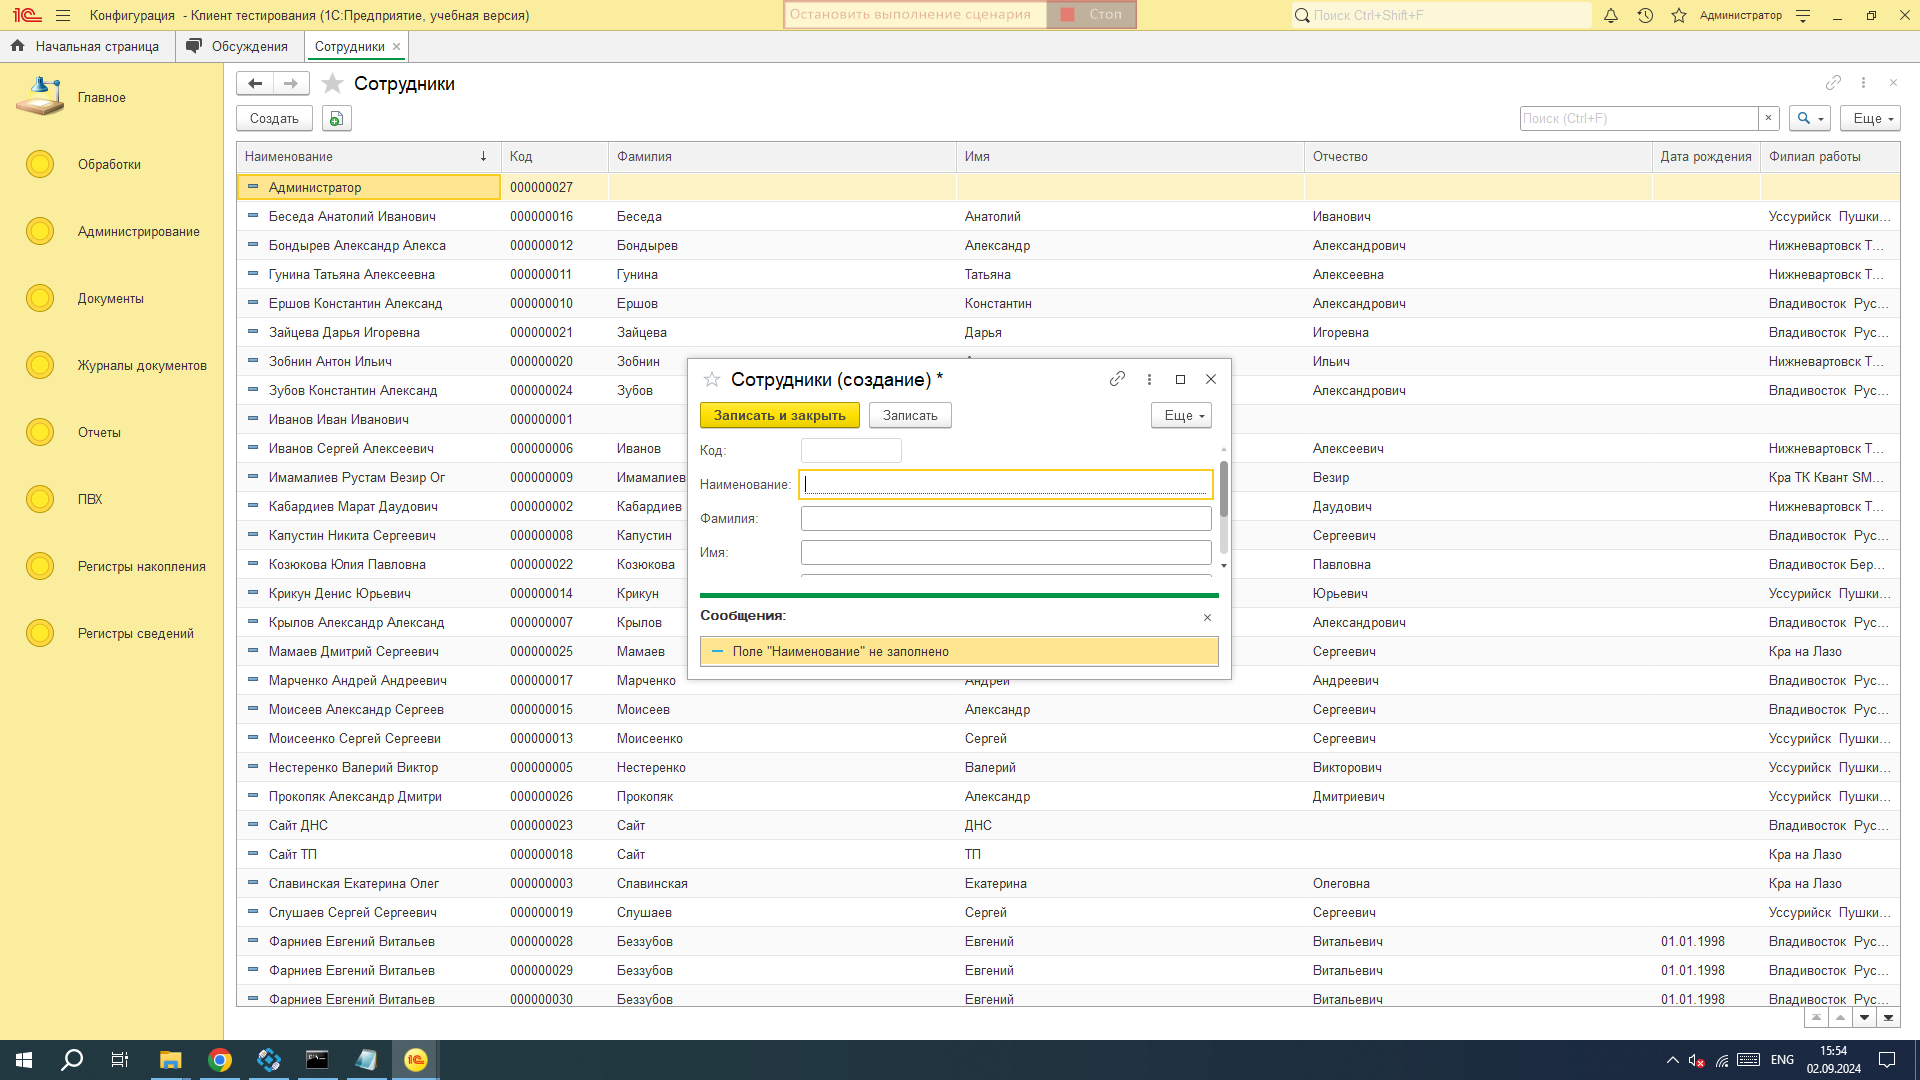 Конфигурация - Клиент тестирования (1С:Предприятие, учебная версия)
Остановить выполнение сценария Стоп
Поиск Ctrl+Shift+F
Администратор
Начальная страница
Обсуждения
Сотрудники
Главное
Обработки
Администрирование
Документы
Журналы документов
Отчеты
ПВХ
Регистры накопления
Регистры сведений
Сотрудники
Создать
Поиск (Ctrl+F)
Еще
Наименование Код Фамилия Имя Отчество Дата рождения Филиал работы
Администратор 000000027
Беседа Анатолий Иванович 000000016 Беседа Анатолий Иванович Уссурийск Пушки...
Бондырев Александр Алекса 000000012 Бондырев Александр Александрович Нижневартовск Т...
Гунина Татьяна Алексеевна 000000011 Гунина Татьяна Алексеевна Нижневартовск Т...
Ершов Константин Александ 000000010 Ершов Константин Александрович Владивосток Рус...
Зайцева Дарья Игоревна 000000021 Зайцева Дарья Игоревна Владивосток Рус...
Зобнин Антон Ильич 000000020 Зобнин Ильич Нижневартовск Т...
Зубов Константин Александ 000000024 Зубов Александрович Владивосток Рус...
Иванов Иван Иванович 000000001
Иванов Сергей Алексеевич 000000006 Иванов Алексеевич Нижневартовск Т...
Имамалиев Рустам Везир Ог 000000009 Имамалиев Везир Кра ТК Квант SM...
Кабардиев Марат Даудович 000000002 Кабардиев Даудович Нижневартовск Т...
Капустин Никита Сергеевич 000000008 Капустин Сергеевич Владивосток Рус...
Козюкова Юлия Павловна 000000022 Козюкова Павловна Владивосток Бер...
Крикун Денис Юрьевич 000000014 Крикун Юрьевич Уссурийск Пушки...
Крылов Александр Александ 000000007 Крылов Александрович Владивосток Рус...
Мамаев Дмитрий Сергеевич 000000025 Мамаев Сергеевич Кра на Лазо
Марченко Андрей Андреевич 000000017 Марченко Андрей Андреевич Владивосток Рус...
Моисеев Александр Сергеев 000000015 Моисеев Александр Сергеевич Владивосток Рус...
Моисеенко Сергей Сергееви 000000013 Моисеенко Сергей Сергеевич Уссурийск Пушки...
Нестеренко Валерий Виктор 000000005 Нестеренко Валерий Викторович Уссурийск Пушки...
Прокопяк Александр Дмитри 000000026 Прокопяк Александр Дмитриевич Уссурийск Пушки...
Сайт ДНС 000000023 Сайт ДНС Владивосток Рус...
Сайт ТП 000000018 Сайт ТП Кра на Лазо
Славинская Екатерина Олег 000000003 Славинская Екатерина Олеговна Кра на Лазо
Слушаев Сергей Сергеевич 000000019 Слушаев Сергей Сергеевич Уссурийск Пушки...
Фарниев Евгений Витальев 000000028 Беззубов Евгений Витальевич 01.01.1998 Владивосток Рус...
Фарниев Евгений Витальев 000000029 Беззубов Евгений Витальевич 01.01.1998 Владивосток Рус...
Фарниев Евгений Витальев 000000030 Беззубов Евгений Витальевич 01.01.1998 Владивосток Рус...
Сотрудники (создание) *
Записать и закрыть
Записать
Еще
Код:
Наименование:
Фамилия:
Имя:
Сообщения:
Поле "Наименование" не заполнено
ENG
15:54
02.09.2024